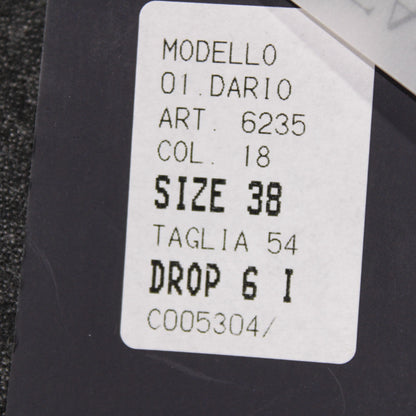 MODELLO
01.DARIO
ART. 6235
COL. 18
SIZE 38
TAGLIA 54
DROP 6 I
C005304/